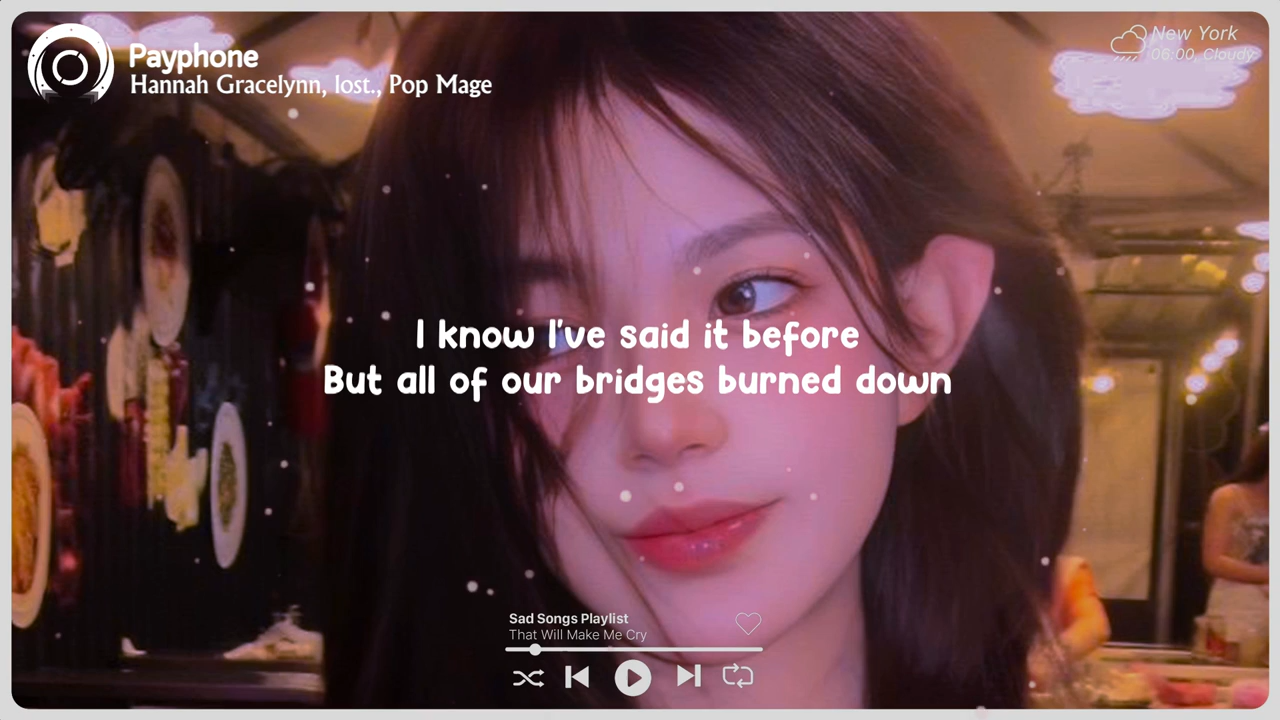 Payphone
Hannah Gracelynn, lost., Pop Mage
New York
06:00, Cloudy
I know I've said it before
But all of our bridges burned down
Sad Songs Playlist
That Will Make Me Cry